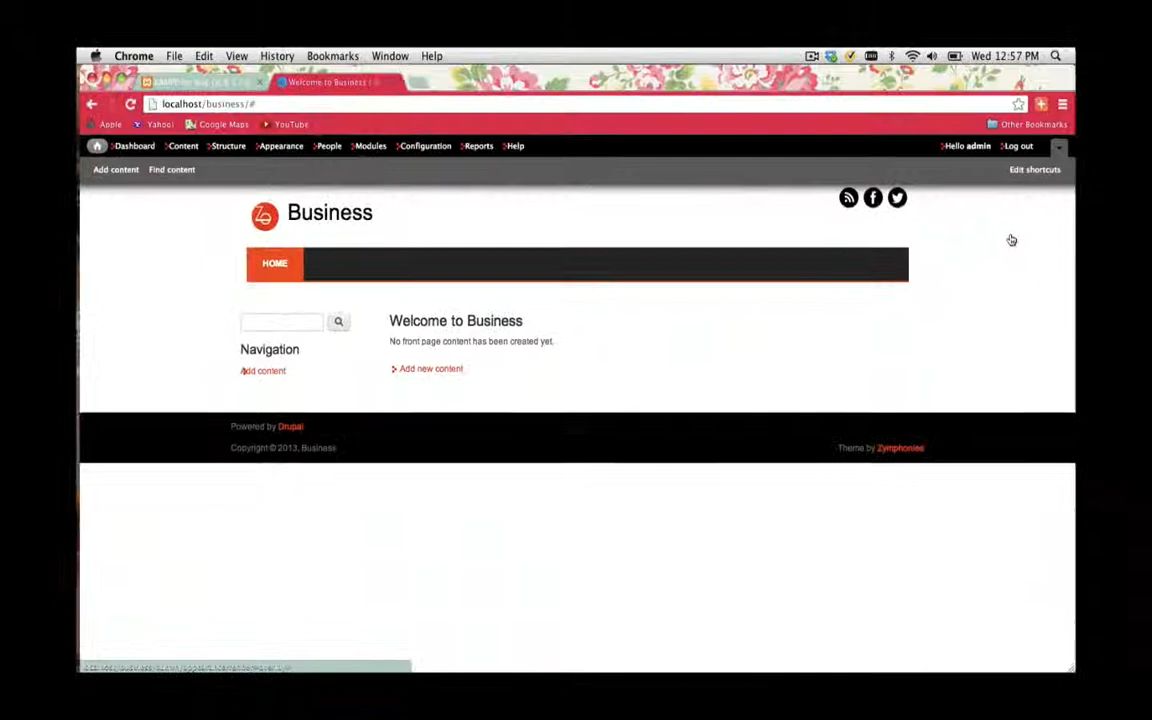 Chrome File Edit View History Bookmarks Window Help Wed 12:57 PM
Welcome to Business
localhost/business/#
Apple Yahoo! Google Maps YouTube Other Bookmarks
Dashboard Content Structure Appearance People Modules Configuration Reports Help Hello admin Log out
Add content Find content Edit shortcuts
Business
HOME
Welcome to Business
No front page content has been created yet.
Navigation
Add content
Add new content
Powered by Drupal
Copyright © 2013, Business Theme by Zymphonies